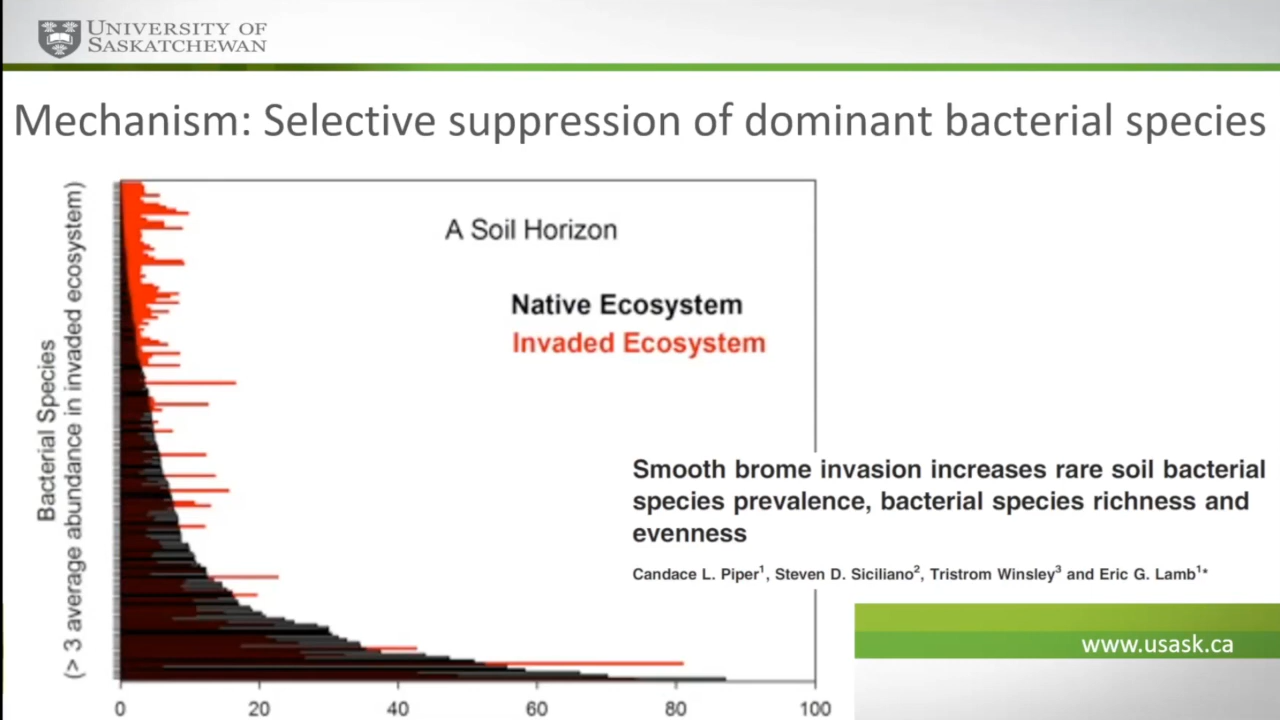 UNIVERSITY OF
SASKATCHEWAN
Mechanism: Selective suppression of dominant bacterial species
Bacterial Species
(> 3 average abundance in invaded ecosystem)
A Soil Horizon
Native Ecosystem
Invaded Ecosystem
Smooth brome invasion increases rare soil bacterial
species prevalence, bacterial species richness and
evenness
Candace L. Piper1, Steven D. Siciliano2, Tristrom Winsley3 and Eric G. Lamb1*
www.usask.ca
0 20 40 60 80 100